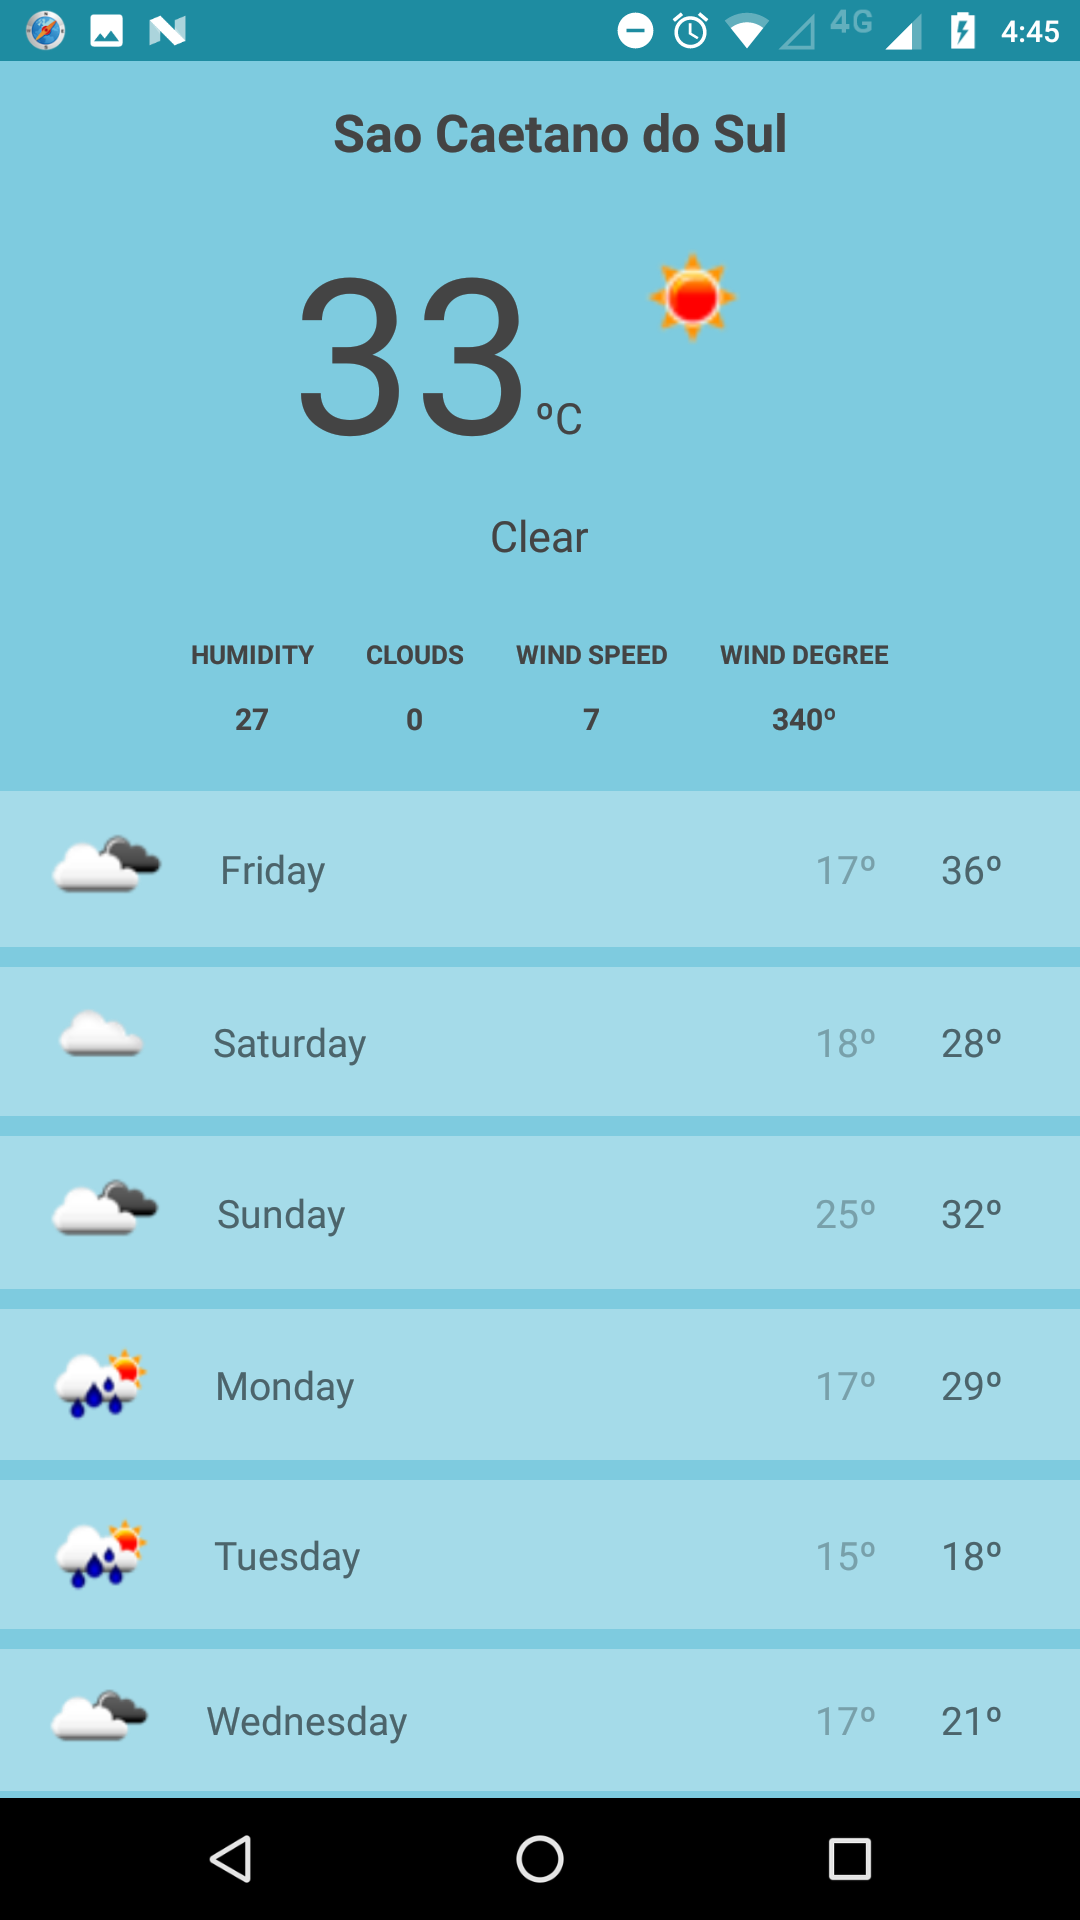 4G 4:45
Sao Caetano do Sul
33 ºC
Clear
HUMIDITY CLOUDS WIND SPEED WIND DEGREE
27 0 7 340º
Friday 17º 36º
Saturday 18º 28º
Sunday 25º 32º
Monday 17º 29º
Tuesday 15º 18º
Wednesday 17º 21º